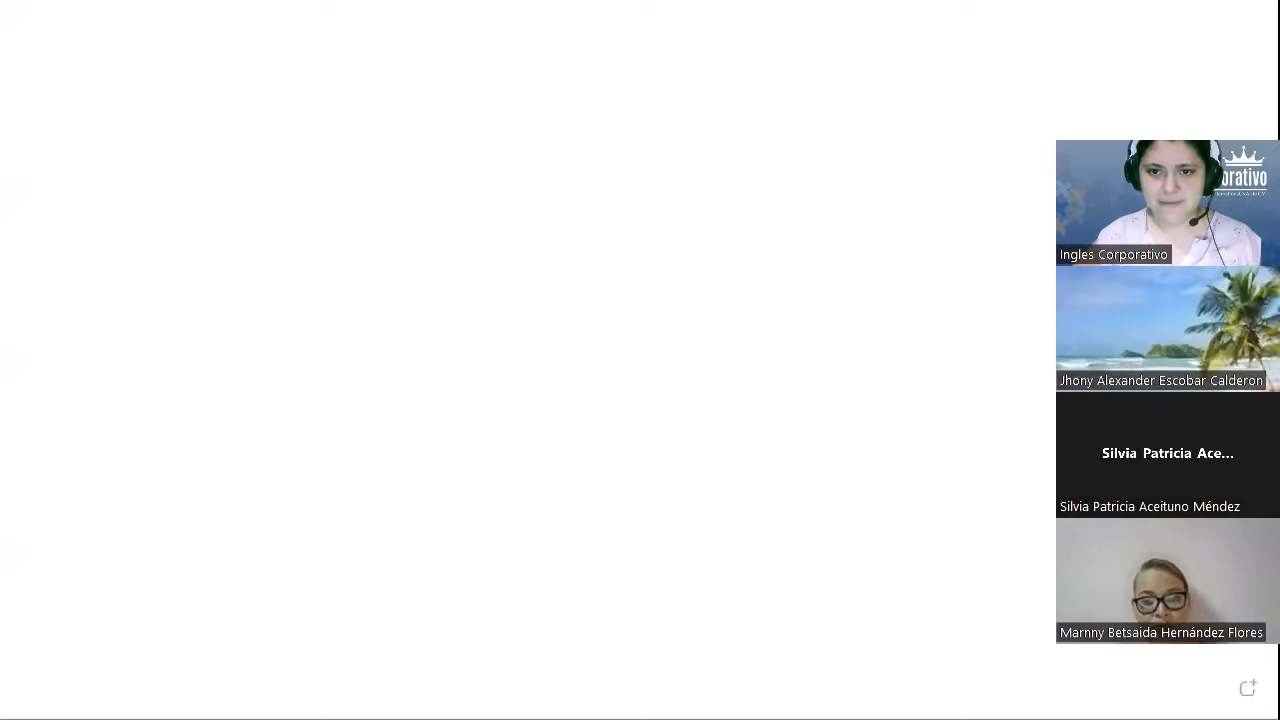 orativo
Ingles Corporativo
Jhony Alexander Escobar Calderon
Silvia Patricia Ace...
Silvia Patricia Aceituno Méndez
Marnny Betsaida Hernández Flores